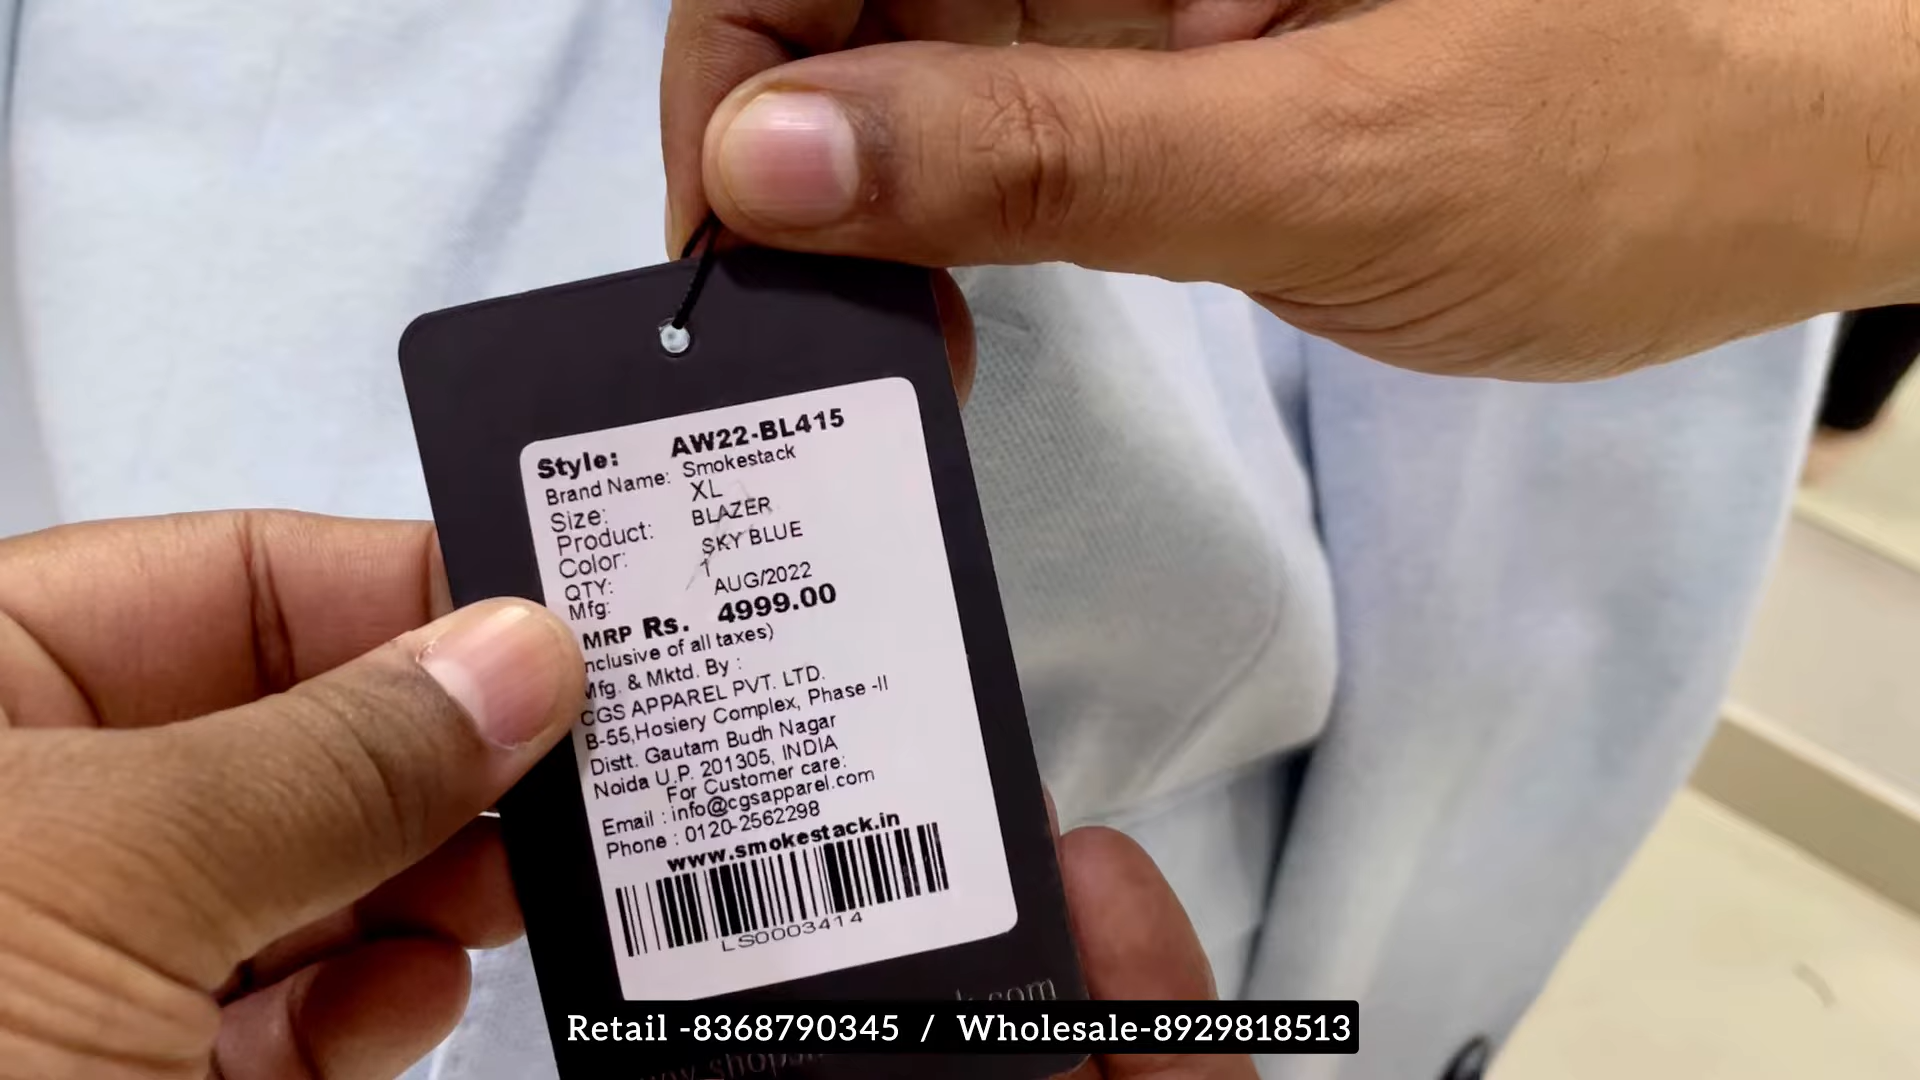 Style: AW22-BL415
Brand Name: Smokestack
Size: XL
Product: BLAZER
Color: SKY BLUE
QTY: 1
Mfg: AUG/2022
MRP Rs. 4999.00
nclusive of all taxes)
Mfg. & Mktd. By :
CGS APPAREL PVT. LTD.
B-55,Hosiery Complex, Phase -II
Distt. Gautam Budh Nagar
Noida U.P. 201305, INDIA
For Customer care:
Email : info@cgsapparel.com
Phone : 0120-2562298
www.smokestack.in
LS0003414
Retail -8368790345 / Wholesale-8929818513